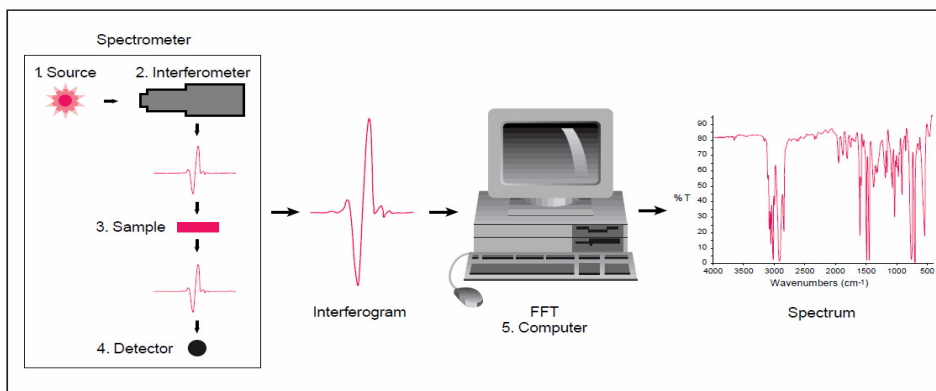 Spectrometer
1. Source
2. Interferometer
3. Sample
4. Detector
Interferogram
FFT
5. Computer
90
80
70
60
50
40
30
20
10
0
% T
4000 3500 3000 2500 2000 1500 1000 500
Wavenumbers (cm-1)
Spectrum